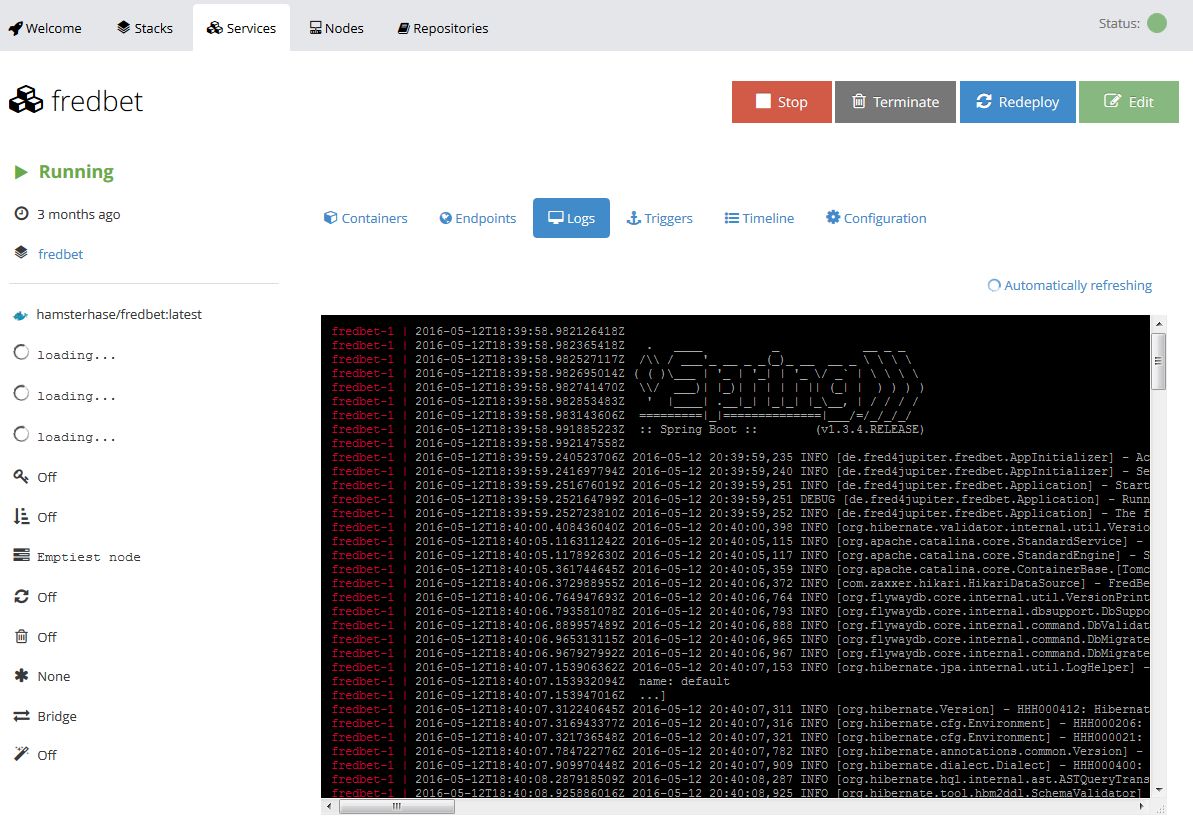 Welcome Stacks Services Nodes Repositories Status:
fredbet
Stop Terminate Redeploy Edit
Running
3 months ago
fredbet
hamsterhase/fredbet:latest
loading...
loading...
loading...
Off
Off
Emptiest node
Off
Off
None
Bridge
Off
Containers Endpoints Logs Triggers Timeline Configuration
Automatically refreshing
fredbet-1 | 2016-05-12T18:39:58.982126418Z
fredbet-1 | 2016-05-12T18:39:58.982365418Z   .   ____          _            __ _ _
fredbet-1 | 2016-05-12T18:39:58.982527117Z  /\\ / ___'_ __ _ _(_)_ __  __ _ \ \ \ \
fredbet-1 | 2016-05-12T18:39:58.982695014Z ( ( )\___ | '_ | '_| | '_ \/ _` | \ \ \ \
fredbet-1 | 2016-05-12T18:39:58.982741470Z  \\/  ___)| |_)| | | | | || (_| |  ) ) ) )
fredbet-1 | 2016-05-12T18:39:58.982853483Z   '  |____| .__|_| |_|_| |_\__, | / / / /
fredbet-1 | 2016-05-12T18:39:58.983143606Z  =========|_|==============|___/=/_/_/_/
fredbet-1 | 2016-05-12T18:39:58.991885223Z  :: Spring Boot ::        (v1.3.4.RELEASE)
fredbet-1 | 2016-05-12T18:39:58.992147558Z
fredbet-1 | 2016-05-12T18:39:59.240523706Z 2016-05-12 20:39:59,235 INFO [de.fred4jupiter.fredbet.AppInitializer] - Ac
fredbet-1 | 2016-05-12T18:39:59.241697794Z 2016-05-12 20:39:59,240 INFO [de.fred4jupiter.fredbet.AppInitializer] - Se
fredbet-1 | 2016-05-12T18:39:59.251676019Z 2016-05-12 20:39:59,251 INFO [de.fred4jupiter.fredbet.Application] - Start
fredbet-1 | 2016-05-12T18:39:59.252164799Z 2016-05-12 20:39:59,251 DEBUG [de.fred4jupiter.fredbet.Application] - Runn
fredbet-1 | 2016-05-12T18:39:59.252723810Z 2016-05-12 20:39:59,252 INFO [de.fred4jupiter.fredbet.Application] - The f
fredbet-1 | 2016-05-12T18:40:00.408436040Z 2016-05-12 20:40:00,398 INFO [org.hibernate.validator.internal.util.Versio
fredbet-1 | 2016-05-12T18:40:05.116311242Z 2016-05-12 20:40:05,115 INFO [org.apache.catalina.core.StandardService] -
fredbet-1 | 2016-05-12T18:40:05.117892630Z 2016-05-12 20:40:05,117 INFO [org.apache.catalina.core.StandardEngine] - S
fredbet-1 | 2016-05-12T18:40:05.361744645Z 2016-05-12 20:40:05,359 INFO [org.apache.catalina.core.ContainerBase.[Tomc
fredbet-1 | 2016-05-12T18:40:06.372988955Z 2016-05-12 20:40:06,372 INFO [com.zaxxer.hikari.HikariDataSource] - FredBe
fredbet-1 | 2016-05-12T18:40:06.764947693Z 2016-05-12 20:40:06,764 INFO [org.flywaydb.core.internal.util.VersionPrint
fredbet-1 | 2016-05-12T18:40:06.793581078Z 2016-05-12 20:40:06,793 INFO [org.flywaydb.core.internal.dbsupport.DbSuppo
fredbet-1 | 2016-05-12T18:40:06.889957489Z 2016-05-12 20:40:06,888 INFO [org.flywaydb.core.internal.command.DbValidat
fredbet-1 | 2016-05-12T18:40:06.965313115Z 2016-05-12 20:40:06,965 INFO [org.flywaydb.core.internal.command.DbMigrate
fredbet-1 | 2016-05-12T18:40:06.967927992Z 2016-05-12 20:40:06,967 INFO [org.flywaydb.core.internal.command.DbMigrate
fredbet-1 | 2016-05-12T18:40:07.153906362Z 2016-05-12 20:40:07,153 INFO [org.hibernate.jpa.internal.util.LogHelper] -
fredbet-1 | 2016-05-12T18:40:07.153932094Z  name: default
fredbet-1 | 2016-05-12T18:40:07.153947016Z  ...]
fredbet-1 | 2016-05-12T18:40:07.312240645Z 2016-05-12 20:40:07,311 INFO [org.hibernate.Version] - HHH000412: Hibernat
fredbet-1 | 2016-05-12T18:40:07.316943377Z 2016-05-12 20:40:07,316 INFO [org.hibernate.cfg.Environment] - HHH000206:
fredbet-1 | 2016-05-12T18:40:07.321736548Z 2016-05-12 20:40:07,321 INFO [org.hibernate.cfg.Environment] - HHH000021:
fredbet-1 | 2016-05-12T18:40:07.784722776Z 2016-05-12 20:40:07,782 INFO [org.hibernate.annotations.common.Version] -
fredbet-1 | 2016-05-12T18:40:07.909970448Z 2016-05-12 20:40:07,909 INFO [org.hibernate.dialect.Dialect] - HHH000400:
fredbet-1 | 2016-05-12T18:40:08.287918509Z 2016-05-12 20:40:08,287 INFO [org.hibernate.hql.internal.ast.ASTQueryTrans
fredbet-1 | 2016-05-12T18:40:08.925886016Z 2016-05-12 20:40:08,925 INFO [org.hibernate.tool.hbm2ddl.SchemaValidator]